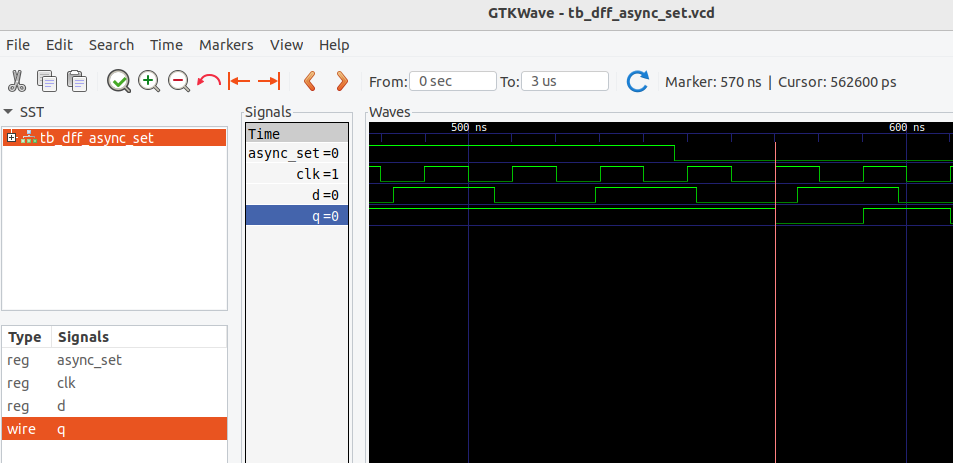 GTKWave - tb_dff_async_set.vcd
File Edit Search Time Markers View Help
From: 0 sec To: 3 us Marker: 570 ns | Cursor: 562600 ps
SST
tb_dff_async_set
Type Signals
reg async_set
reg clk
reg d
wire q
Signals
Time
async_set=0
clk=1
d=0
q=0
Waves
500 ns 600 ns